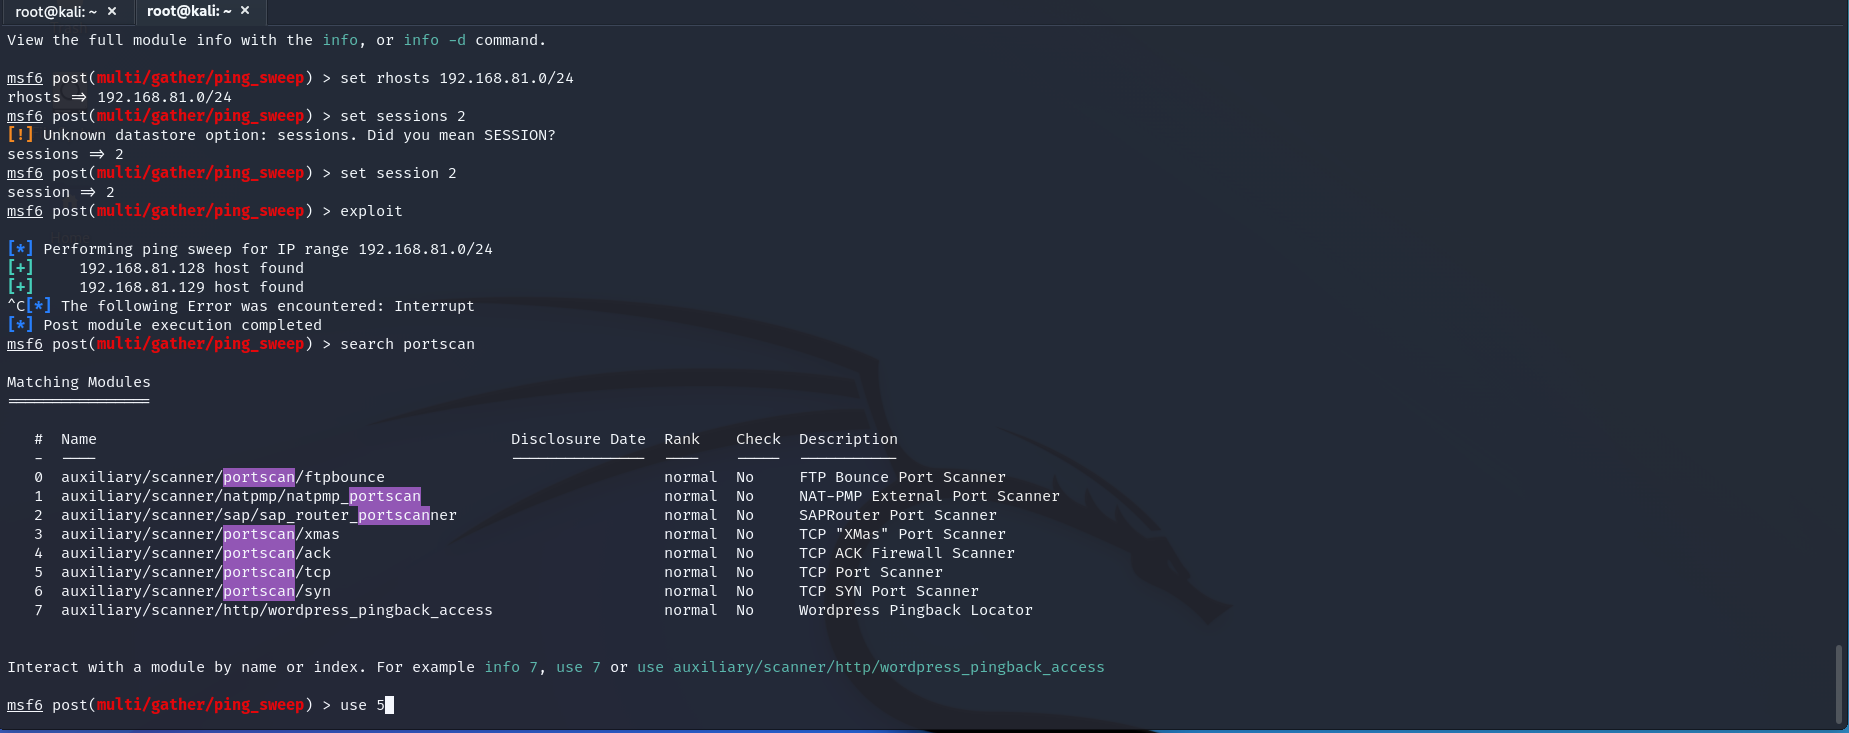 root@kali: ~ × root@kali: ~ ×
View the full module info with the info, or info -d command.
msf6 post(multi/gather/ping_sweep) > set rhosts 192.168.81.0/24
rhosts => 192.168.81.0/24
msf6 post(multi/gather/ping_sweep) > set sessions 2
[!] Unknown datastore option: sessions. Did you mean SESSION?
sessions => 2
msf6 post(multi/gather/ping_sweep) > set session 2
session => 2
msf6 post(multi/gather/ping_sweep) > exploit
[*] Performing ping sweep for IP range 192.168.81.0/24
[+]     192.168.81.128 host found
[+]     192.168.81.129 host found
^C[*] The following Error was encountered: Interrupt
[*] Post module execution completed
msf6 post(multi/gather/ping_sweep) > search portscan
Matching Modules
================
#  Name                                             Disclosure Date  Rank    Check  Description
-  ----                                             ---------------  ----    -----  -----------
0  auxiliary/scanner/portscan/ftpbounce                              normal  No     FTP Bounce Port Scanner
1  auxiliary/scanner/natpmp/natpmp_portscan                          normal  No     NAT-PMP External Port Scanner
2  auxiliary/scanner/sap/sap_router_portscanner                      normal  No     SAPRouter Port Scanner
3  auxiliary/scanner/portscan/xmas                                   normal  No     TCP "XMas" Port Scanner
4  auxiliary/scanner/portscan/ack                                    normal  No     TCP ACK Firewall Scanner
5  auxiliary/scanner/portscan/tcp                                    normal  No     TCP Port Scanner
6  auxiliary/scanner/portscan/syn                                    normal  No     TCP SYN Port Scanner
7  auxiliary/scanner/http/wordpress_pingback_access                  normal  No     Wordpress Pingback Locator
Interact with a module by name or index. For example info 7, use 7 or use auxiliary/scanner/http/wordpress_pingback_access
msf6 post(multi/gather/ping_sweep) > use 5